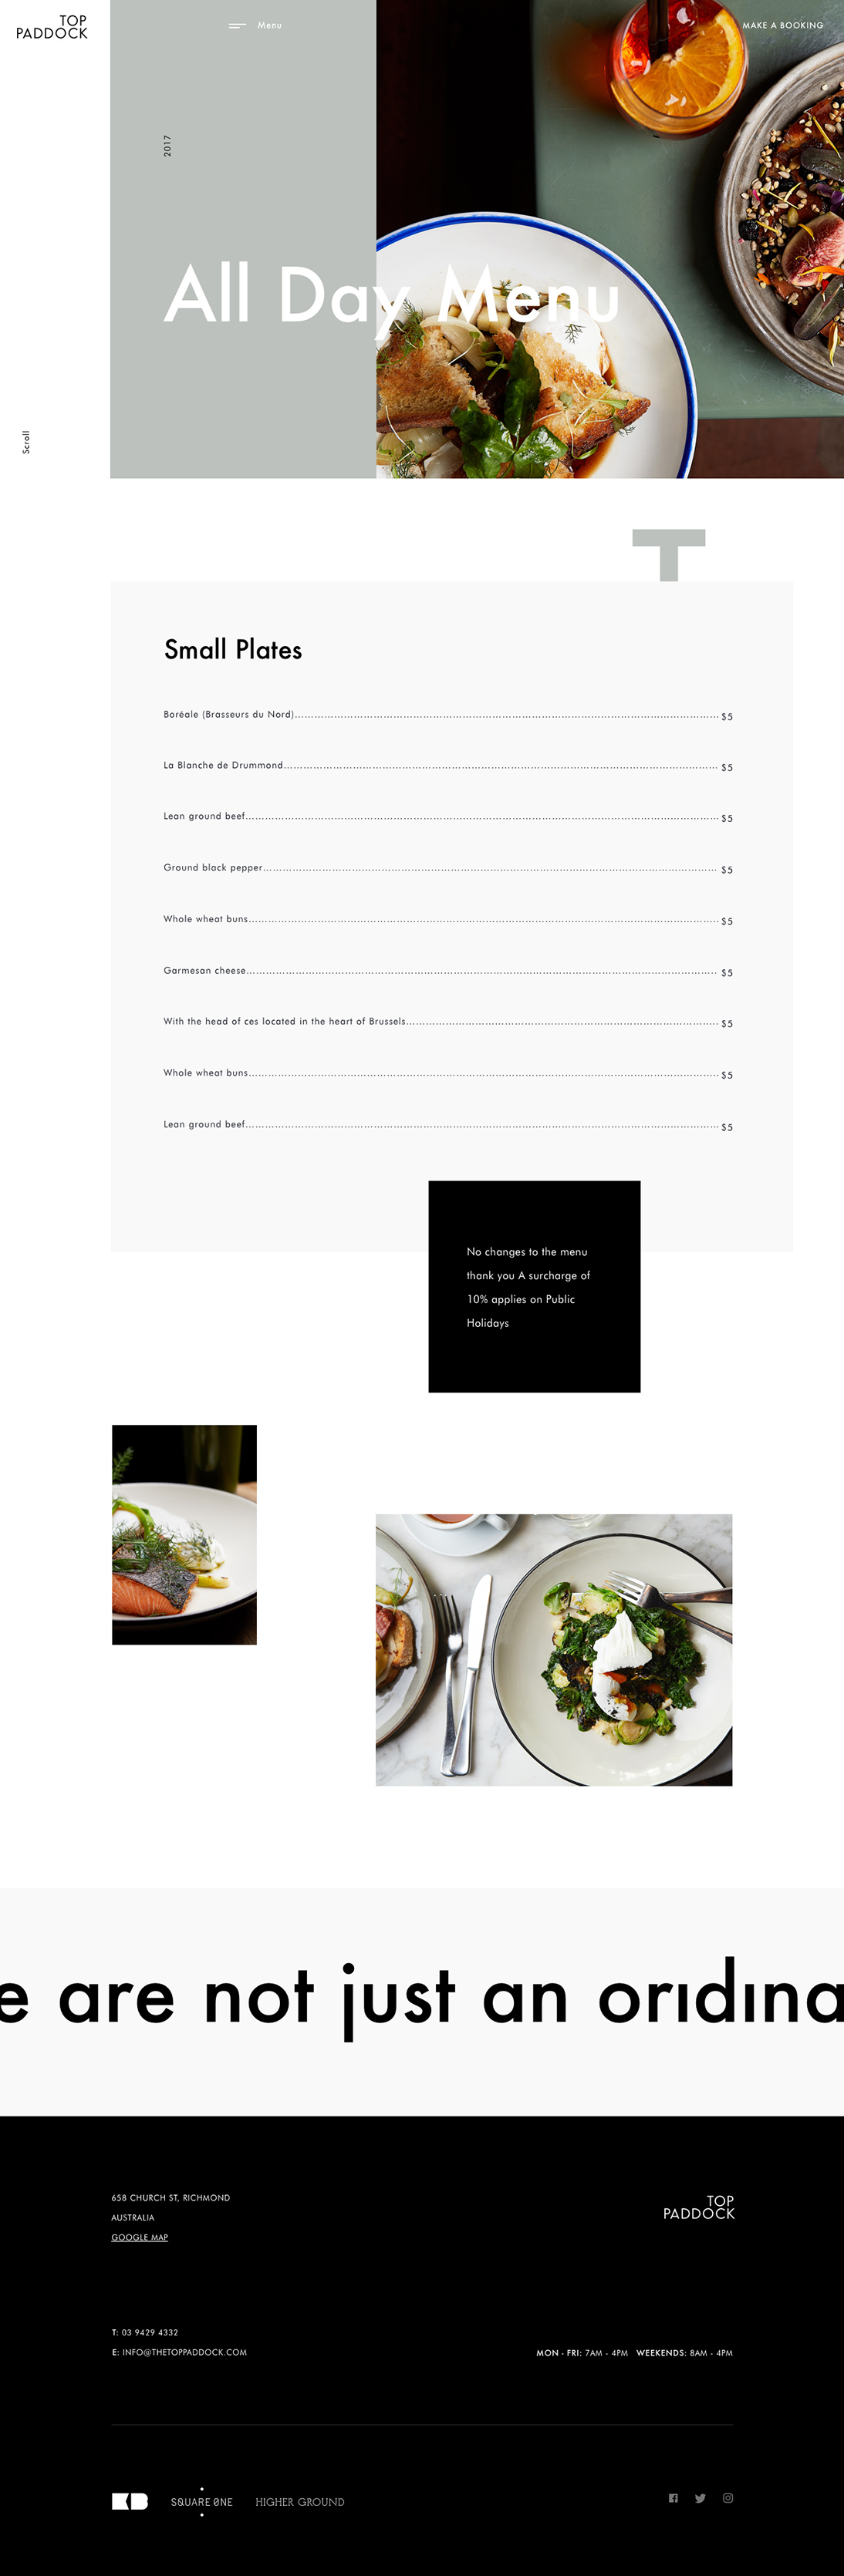 TOP
PADDOCK
Menu
MAKE A BOOKING
2017
All Day Menu
Scroll
T
Small Plates
Boréale (Brasseurs du Nord) $5
La Blanche de Drummond $5
Lean ground beef $5
Ground black pepper $5
Whole wheat buns $5
Garmesan cheese $5
With the head of ces located in the heart of Brussels $5
Whole wheat buns $5
Lean ground beef $5
No changes to the menu
thank you A surcharge of
10% applies on Public
Holidays
e are not just an oridina
658 CHURCH ST, RICHMOND
AUSTRALIA
GOOGLE MAP
TOP
PADDOCK
T: 03 9429 4332
E: INFO@THETOPPADDOCK.COM
MON - FRI: 7AM - 4PM WEEKENDS: 8AM - 4PM
KB
SQUARE ONE
HIGHER GROUND